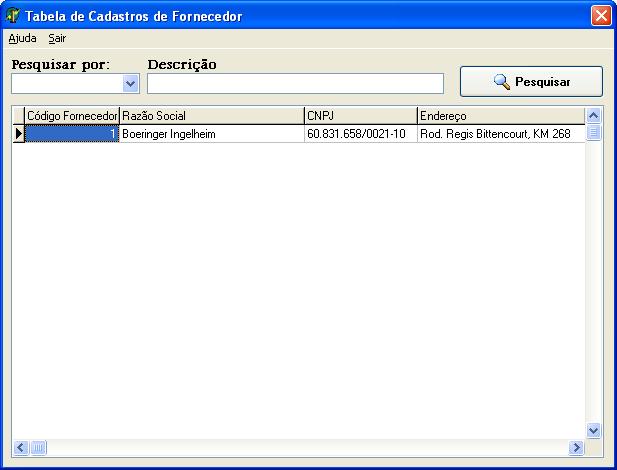 Tabela de Cadastros de Fornecedor
Ajuda Sair
Pesquisar por: Descrição
Pesquisar
Código Fornecedor Razão Social CNPJ Endereço
1 Boeringer Ingelheim 60.831.658/0021-10 Rod. Regis Bittencourt, KM 268